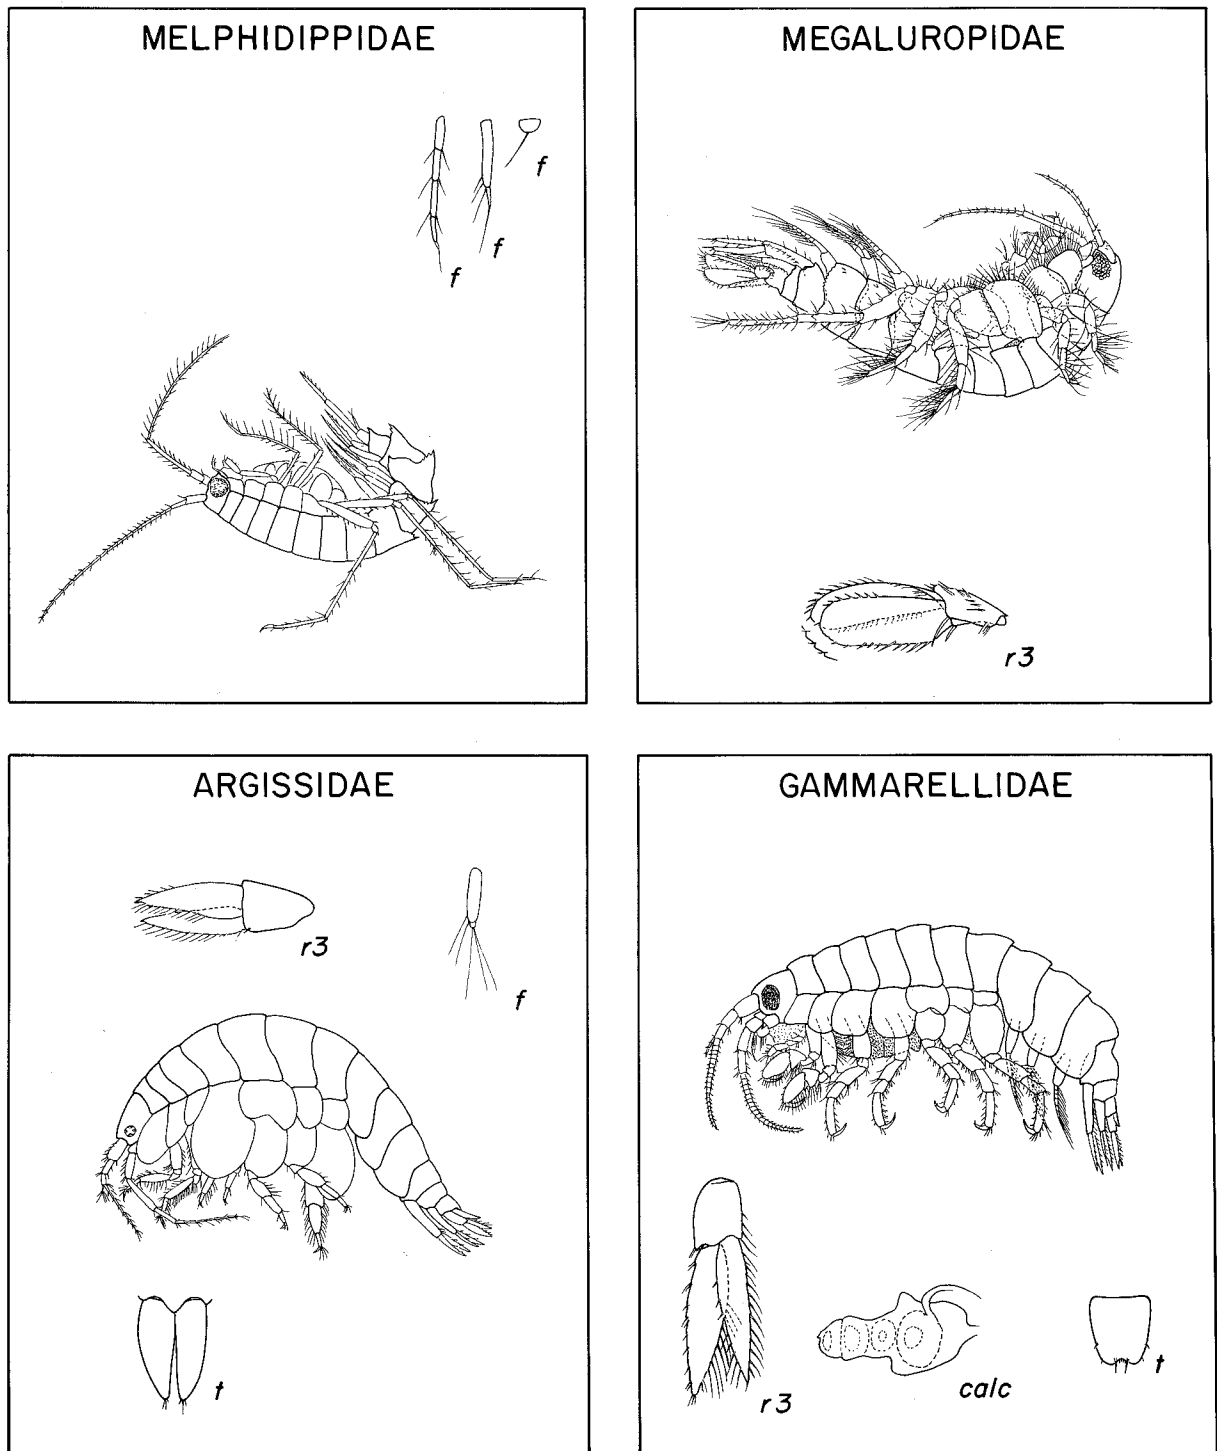 MELPHIDIPPIDAE
f
f
f
MEGALUROPIDAE
r3
ARGISSIDAE
r3
f
t
GAMMARELLIDAE
r3
calc
t